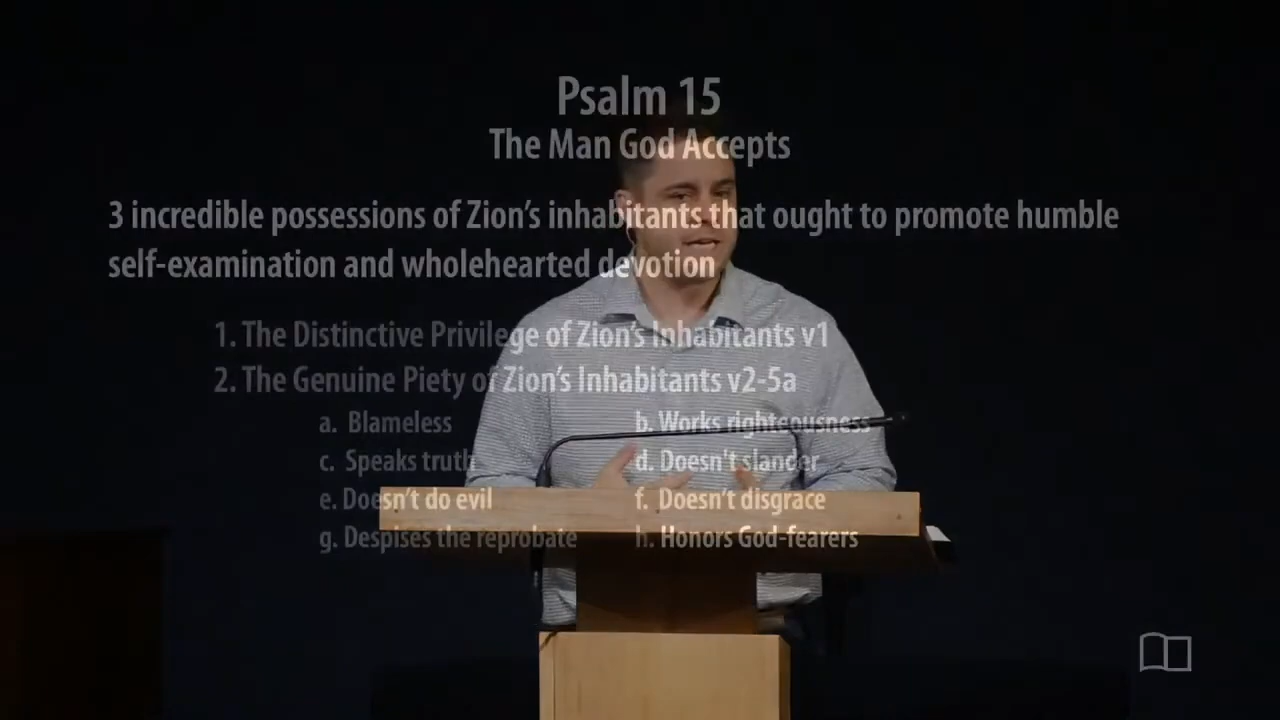 Psalm 15
The Man God Accepts
3 incredible possessions of Zion’s inhabitants that ought to promote humble
self-examination and wholehearted devotion
1. The Distinctive Privilege of Zion’s Inhabitants v1
2. The Genuine Piety of Zion’s Inhabitants v2-5a
a. Blameless b. Works righteousness
c. Speaks truth d. Doesn't slander
e. Doesn’t do evil f. Doesn’t disgrace
g. Despises the reprobate h. Honors God-fearers